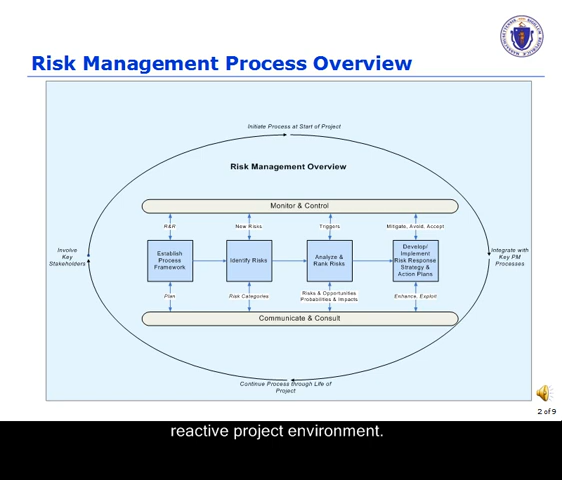 Risk Management Process Overview
Initiate Process at Start of Project
Risk Management Overview
Monitor & Control
R&R
New Risks
Triggers
Mitigate, Avoid, Accept
Involve
Key
Stakeholders
Establish
Process
Framework
Identify Risks
Analyze &
Rank Risks
Develop/
Implement
Risk Response
Strategy &
Action Plans
Integrate with
Key PM
Processes
Plan
Risk Categories
Risks & Opportunities
Probabilities & Impacts
Enhance, Exploit
Communicate & Consult
Continue Process through Life of
Project
2 of 9
reactive project environment.